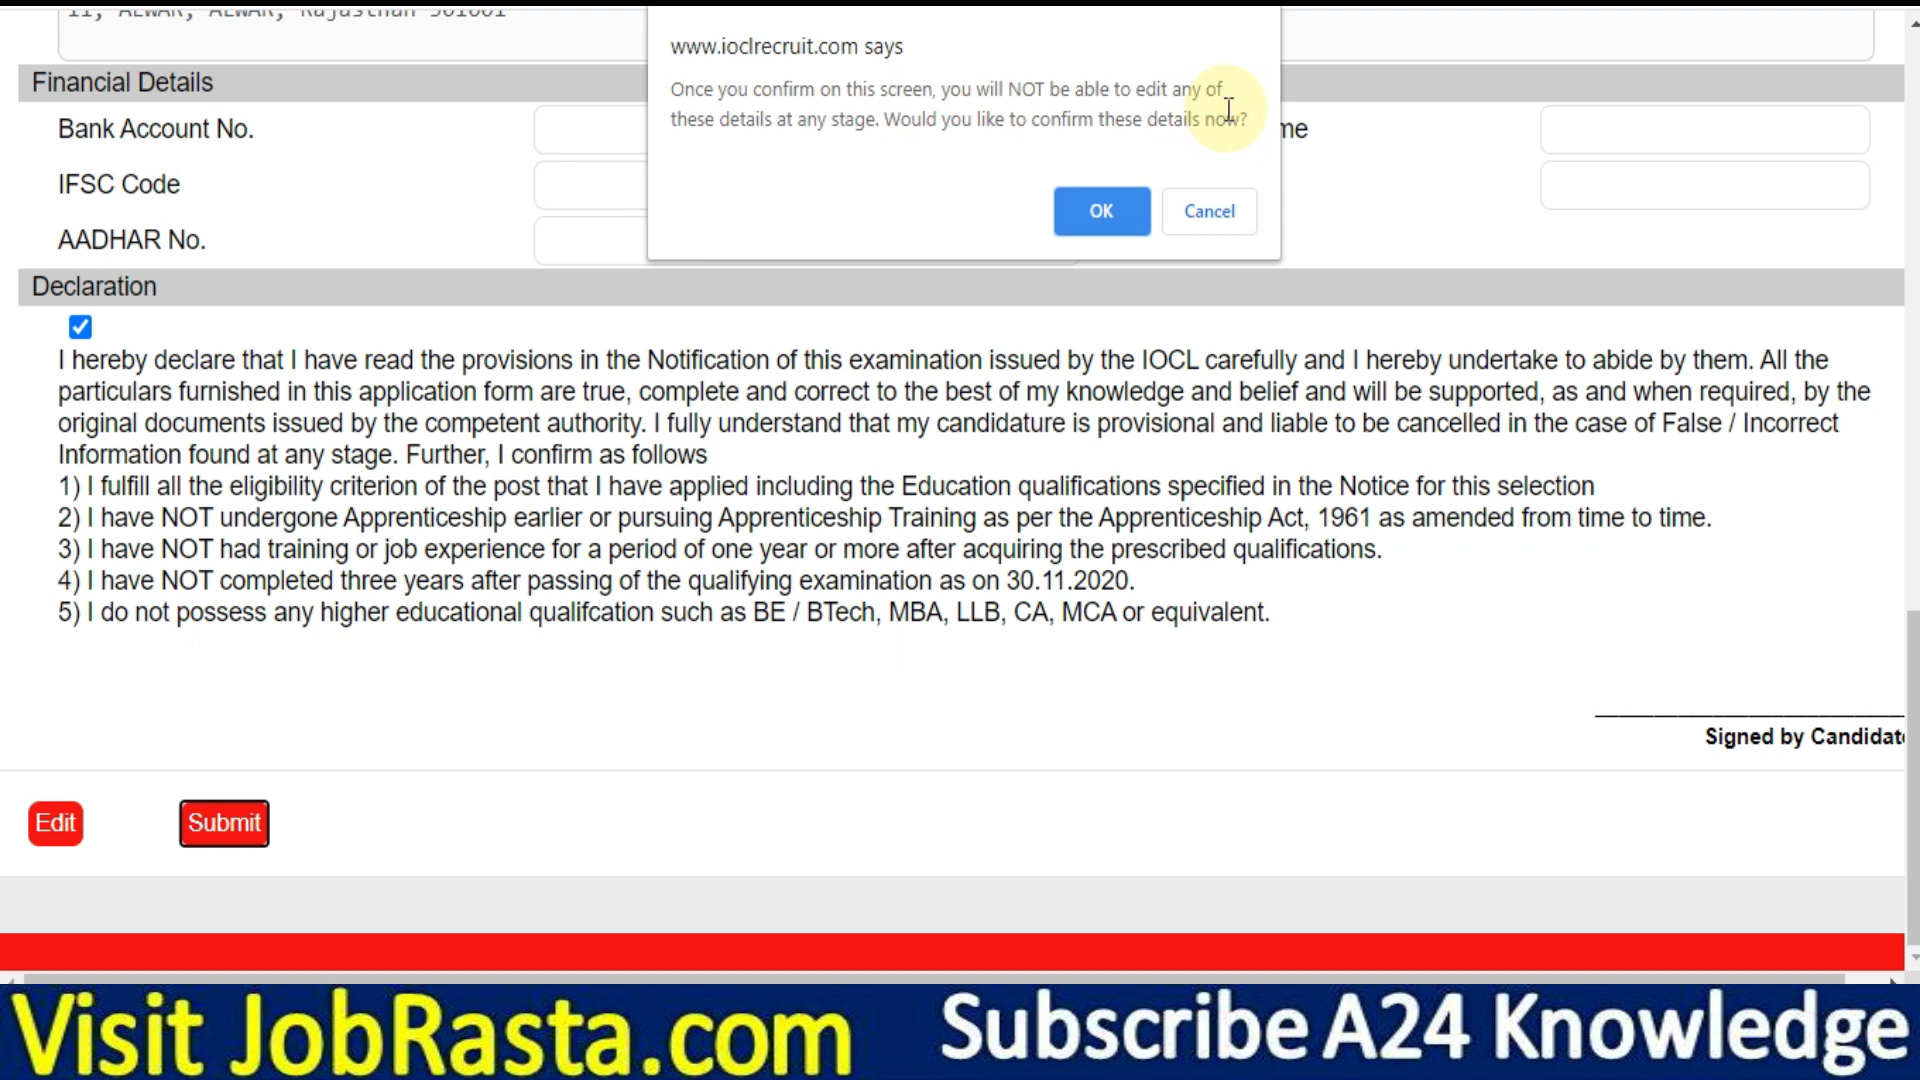 11, ALWAR, ALWAR, Rajasthan 301001
www.ioclrecruit.com says
Once you confirm on this screen, you will NOT be able to edit any of
these details at any stage. Would you like to confirm these details now?
OK
Cancel
Financial Details
Bank Account No.
me
IFSC Code
AADHAR No.
Declaration
I hereby declare that I have read the provisions in the Notification of this examination issued by the IOCL carefully and I hereby undertake to abide by them. All the
particulars furnished in this application form are true, complete and correct to the best of my knowledge and belief and will be supported, as and when required, by the
original documents issued by the competent authority. I fully understand that my candidature is provisional and liable to be cancelled in the case of False / Incorrect
Information found at any stage. Further, I confirm as follows
1) I fulfill all the eligibility criterion of the post that I have applied including the Education qualifications specified in the Notice for this selection
2) I have NOT undergone Apprenticeship earlier or pursuing Apprenticeship Training as per the Apprenticeship Act, 1961 as amended from time to time.
3) I have NOT had training or job experience for a period of one year or more after acquiring the prescribed qualifications.
4) I have NOT completed three years after passing of the qualifying examination as on 30.11.2020.
5) I do not possess any higher educational qualifcation such as BE / BTech, MBA, LLB, CA, MCA or equivalent.
Signed by Candidat
Edit
Submit
Visit JobRasta.com
Subscribe A24 Knowledge